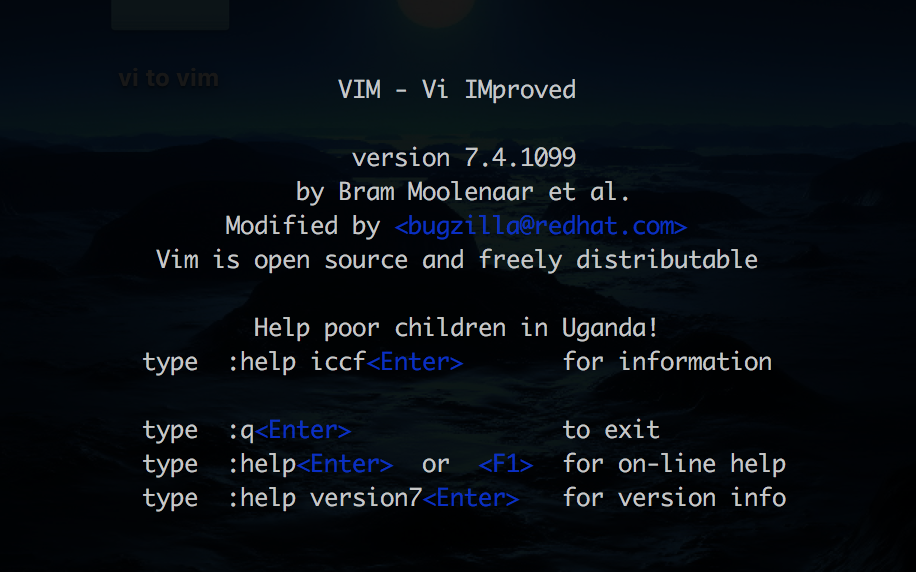 vi to vim
VIM - Vi IMproved
version 7.4.1099
by Bram Moolenaar et al.
Modified by <bugzilla@redhat.com>
Vim is open source and freely distributable
Help poor children in Uganda!
type  :help iccf<Enter>       for information
type  :q<Enter>               to exit
type  :help<Enter>  or  <F1>  for on-line help
type  :help version7<Enter>   for version info